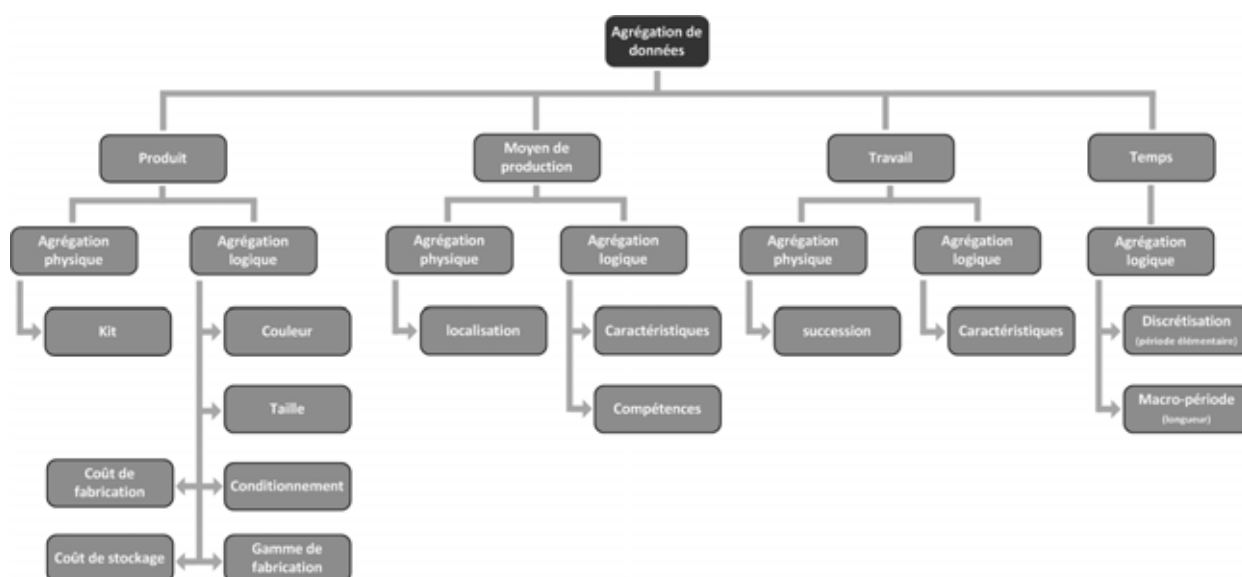 Agrégation de
données
Produit
Moyen de
production
Travail
Temps
Agrégation
physique
Agrégation
logique
Agrégation
physique
Agrégation
logique
Agrégation
physique
Agrégation
logique
Agrégation
logique
Kit
Couleur
localisation
Caractéristiques
succession
Caractéristiques
Discrétisation
(période élémentaire)
Taille
Compétences
Macro-période
(longueur)
Coût de
fabrication
Conditionnement
Coût de stockage
Gamme de
fabrication